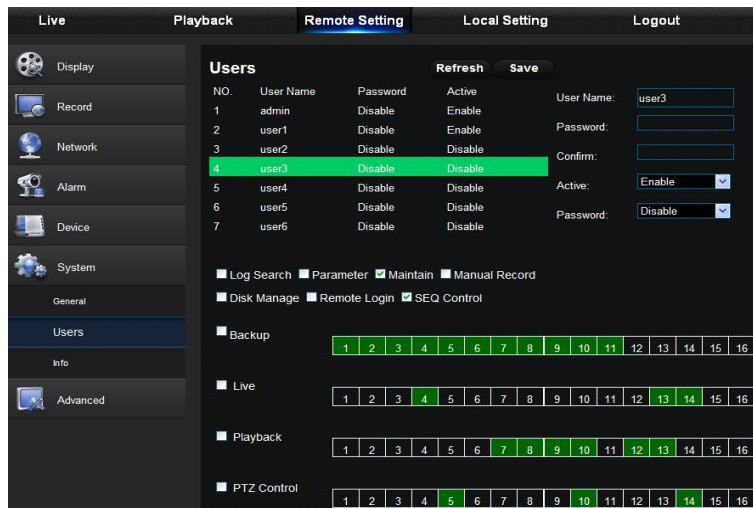 Live Playback Remote Setting Local Setting Logout
Display
Record
Network
Alarm
Device
System
General
Users
Info
Advanced
Users Refresh Save
NO. User Name Password Active
1 admin Disable Enable
2 user1 Disable Enable
3 user2 Disable Disable
4 user3 Disable Disable
5 user4 Disable Disable
6 user5 Disable Disable
7 user6 Disable Disable
User Name: user3
Password:
Confirm:
Active: Enable
Password: Disable
Log Search Parameter Maintain Manual Record
Disk Manage Remote Login SEQ Control
Backup 1 2 3 4 5 6 7 8 9 10 11 12 13 14 15 16
Live 1 2 3 4 5 6 7 8 9 10 11 12 13 14 15 16
Playback 1 2 3 4 5 6 7 8 9 10 11 12 13 14 15 16
PTZ Control 1 2 3 4 5 6 7 8 9 10 11 12 13 14 15 16